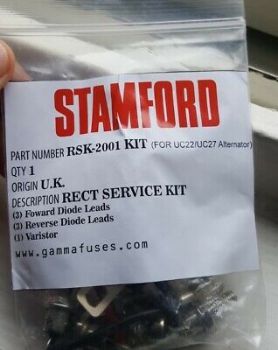 STAMFORD
PART NUMBER RSK-2001 KIT (FOR UC22/UC27 Alternator)
QTY 1
ORIGIN U.K.
DESCRIPTION RECT SERVICE KIT
(3) Foward Diode Leads
(3) Reverse Diode Leads
(1) Varistor
www.gammafuses.com